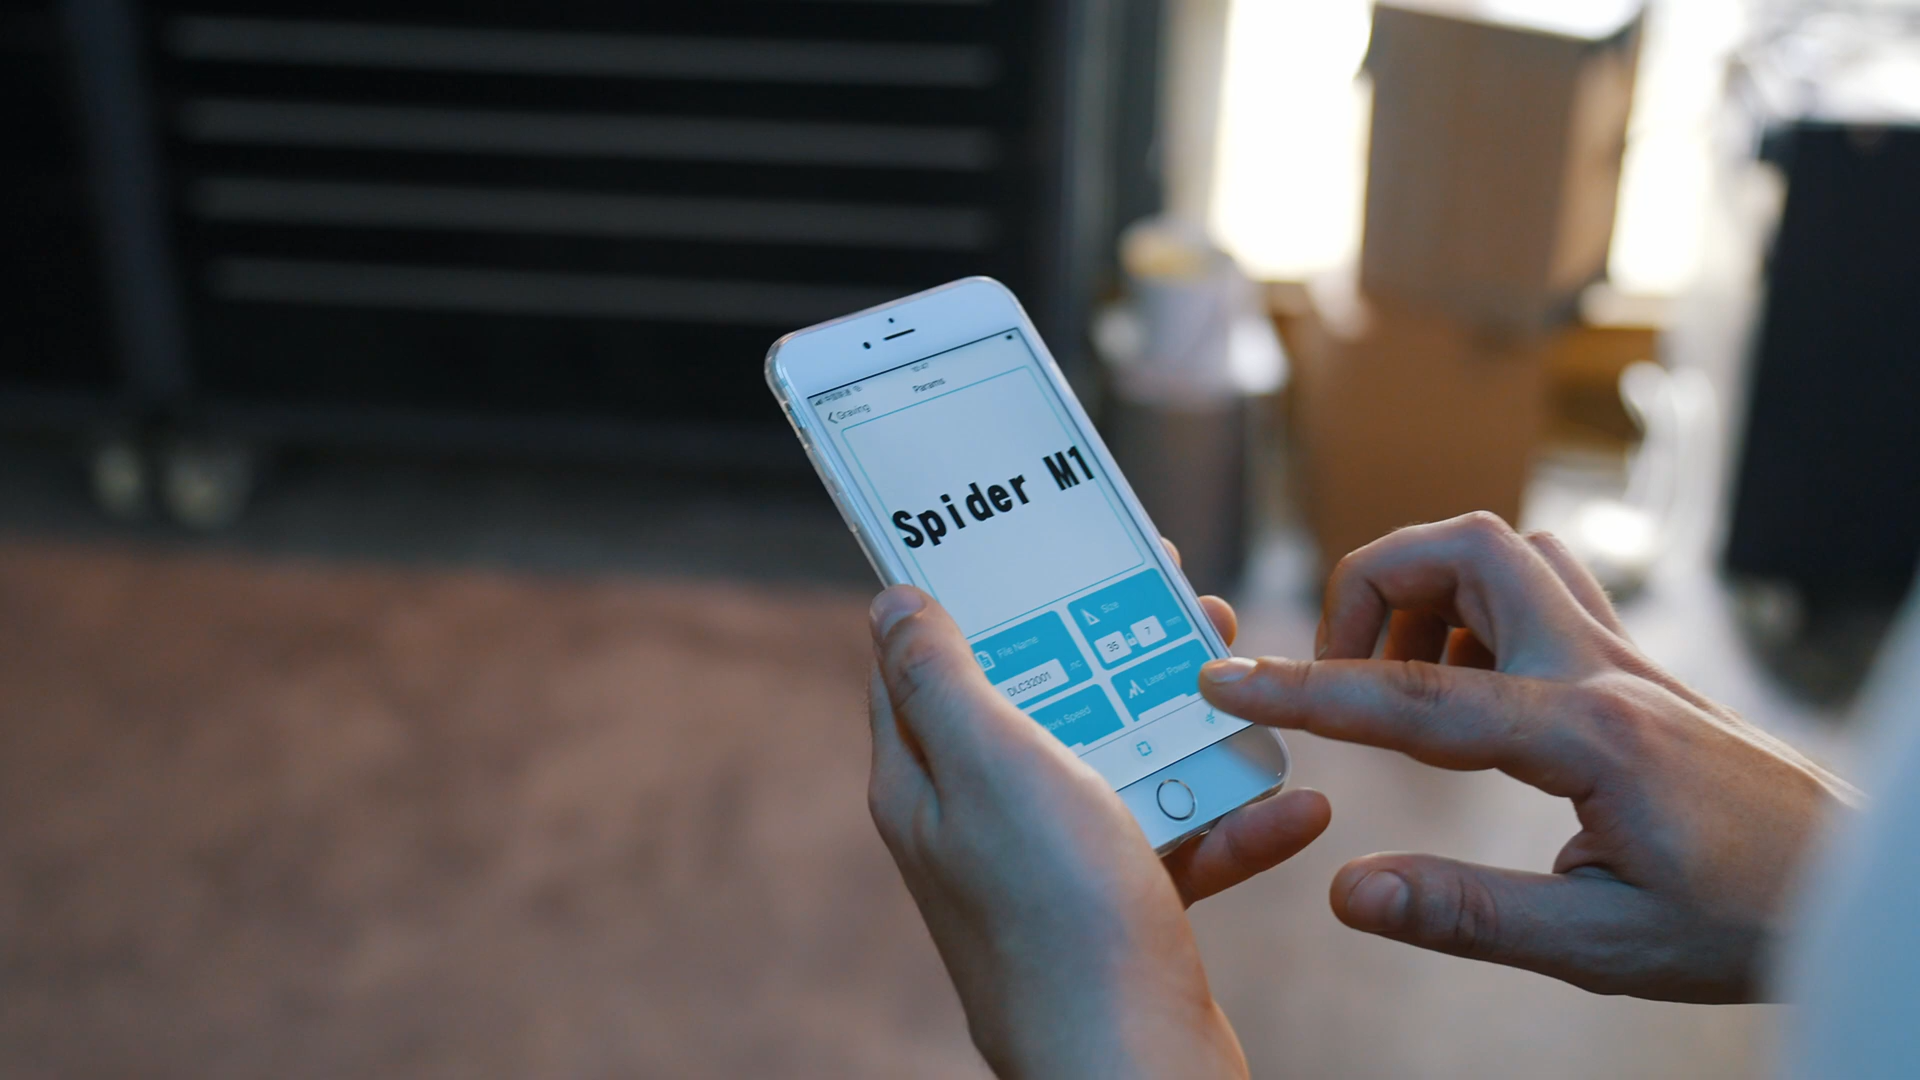 Params
Graving
Spider M1
File Name
DLC32001
.nc
Size
35
7
mm
Work Speed
Laser Power